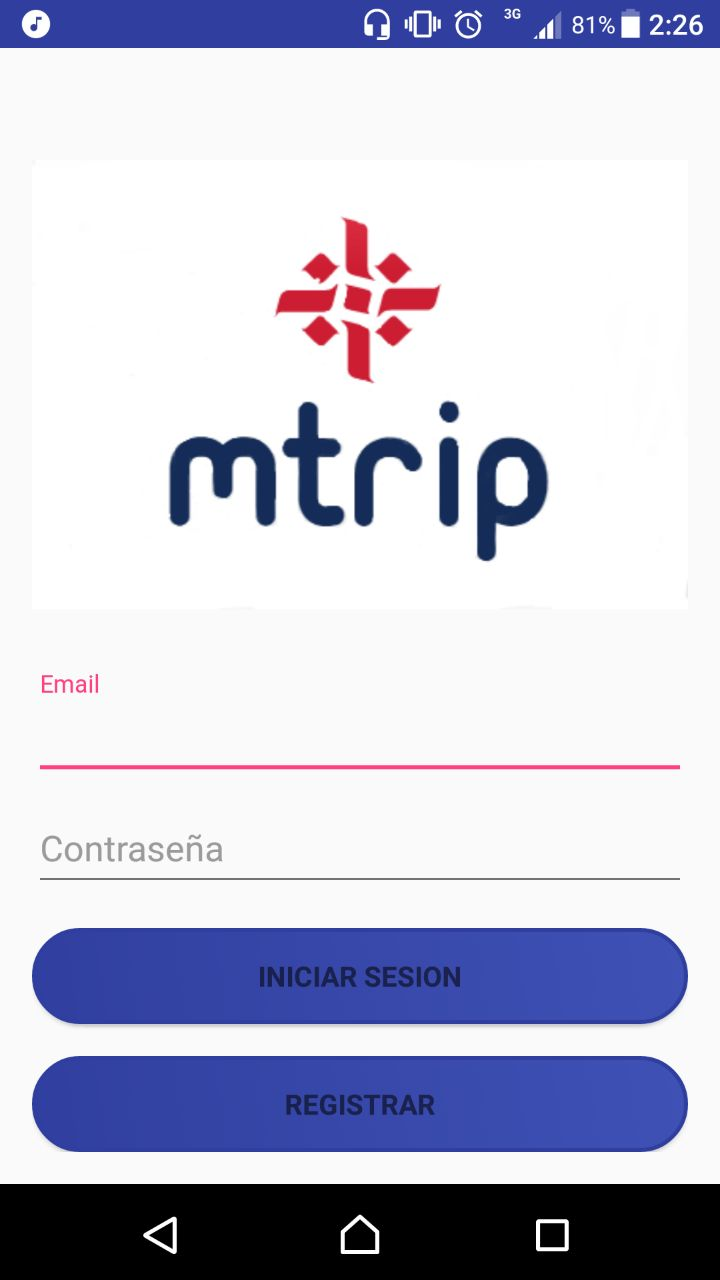 3G 81% 2:26
mtrip
Email
Contraseña
INICIAR SESION
REGISTRAR